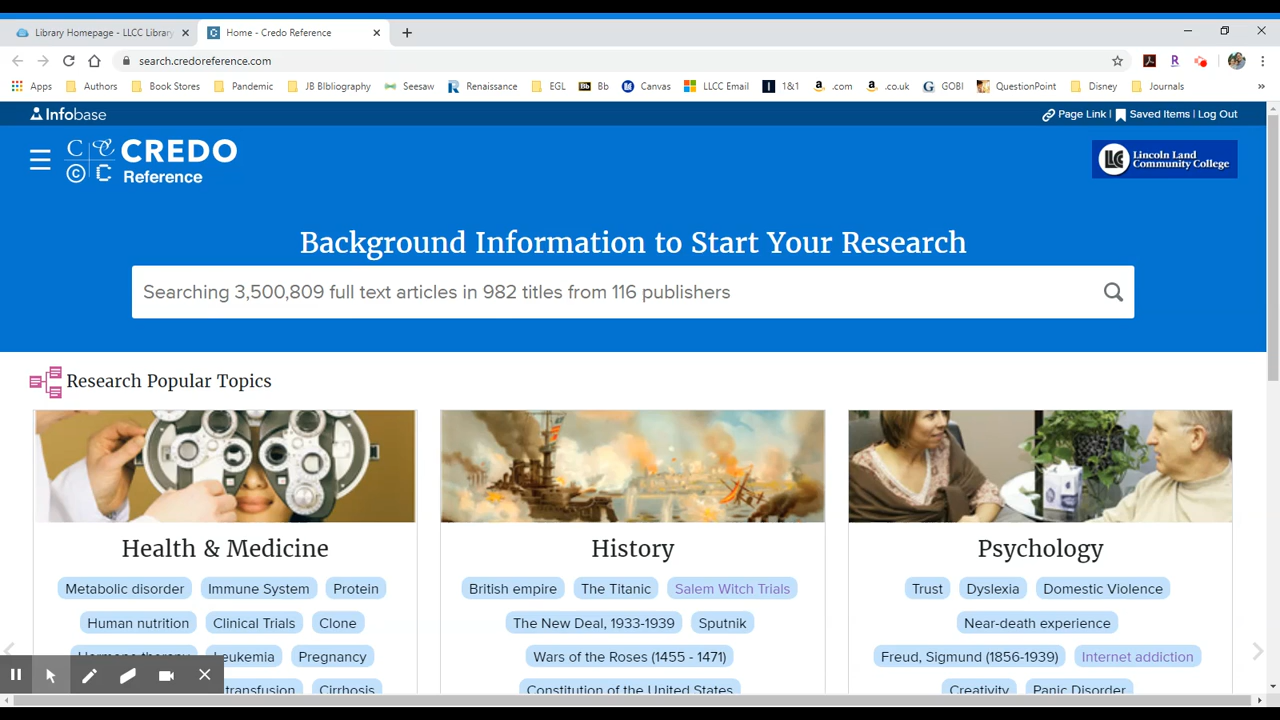 Library Homepage - LLCC Library
Home - Credo Reference
search.credoreference.com
Apps Authors Book Stores Pandemic JB BIbliography Seesaw Renaissance EGL Bb Bb Canvas LLCC Email 1&1 .com .co.uk G GOBI QuestionPoint Disney Journals
Infobase
Page Link | Saved Items | Log Out
CREDO
Reference
LLCC Lincoln Land
Community College
Background Information to Start Your Research
Searching 3,500,809 full text articles in 982 titles from 116 publishers
Research Popular Topics
Health & Medicine
Metabolic disorder Immune System Protein
Human nutrition Clinical Trials Clone
Hormone therapy Leukemia Pregnancy
transfusion Cirrhosis
History
British empire The Titanic Salem Witch Trials
The New Deal, 1933-1939 Sputnik
Wars of the Roses (1455 - 1471)
Constitution of the United States
Psychology
Trust Dyslexia Domestic Violence
Near-death experience
Freud, Sigmund (1856-1939) Internet addiction
Creativity Panic Disorder